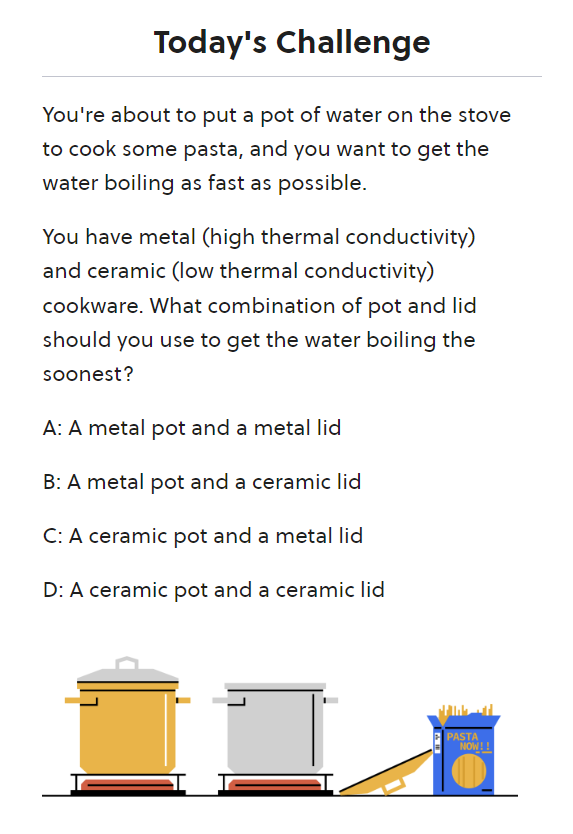 Today's Challenge
You're about to put a pot of water on the stove
to cook some pasta, and you want to get the
water boiling as fast as possible.
You have metal (high thermal conductivity)
and ceramic (low thermal conductivity)
cookware. What combination of pot and lid
should you use to get the water boiling the
soonest?
A: A metal pot and a metal lid
B: A metal pot and a ceramic lid
C: A ceramic pot and a metal lid
D: A ceramic pot and a ceramic lid
PASTA
NOW!!